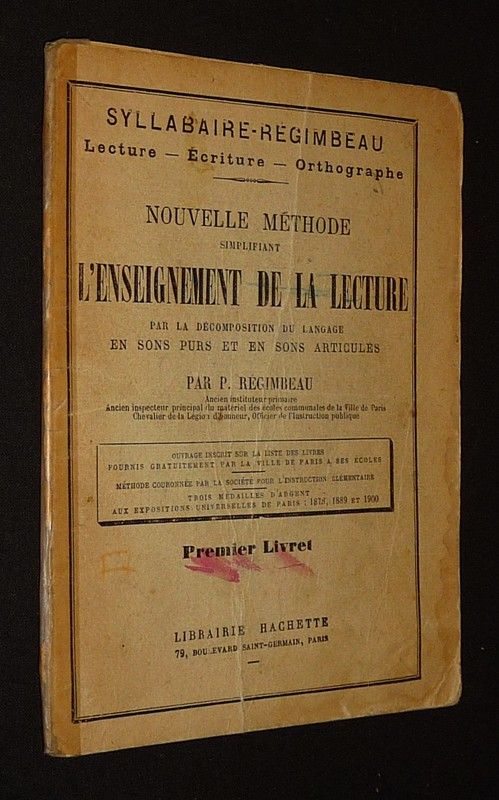 SYLLABAIRE-RÉGIMBEAU
Lecture — Écriture — Orthographe
NOUVELLE MÉTHODE
SIMPLIFIANT
L'ENSEIGNEMENT DE LA LECTURE
PAR LA DÉCOMPOSITION DU LANGAGE
EN SONS PURS ET EN SONS ARTICULÉS
PAR P. RÉGIMBEAU
Ancien instituteur primaire
Ancien inspecteur principal du matériel des écoles communales de la Ville de Paris
Chevalier de la Légion d'honneur, Officier de l'Instruction publique
OUVRAGE INSCRIT SUR LA LISTE DES LIVRES
FOURNIS GRATUITEMENT PAR LA VILLE DE PARIS A SES ÉCOLES
MÉTHODE COURONNÉE PAR LA SOCIÉTÉ POUR L'INSTRUCTION ÉLÉMENTAIRE
TROIS MÉDAILLES D'ARGENT
AUX EXPOSITIONS UNIVERSELLES DE PARIS : 1878, 1889 ET 1900
Premier Livret
LIBRAIRIE HACHETTE
79, BOULEVARD SAINT-GERMAIN, PARIS